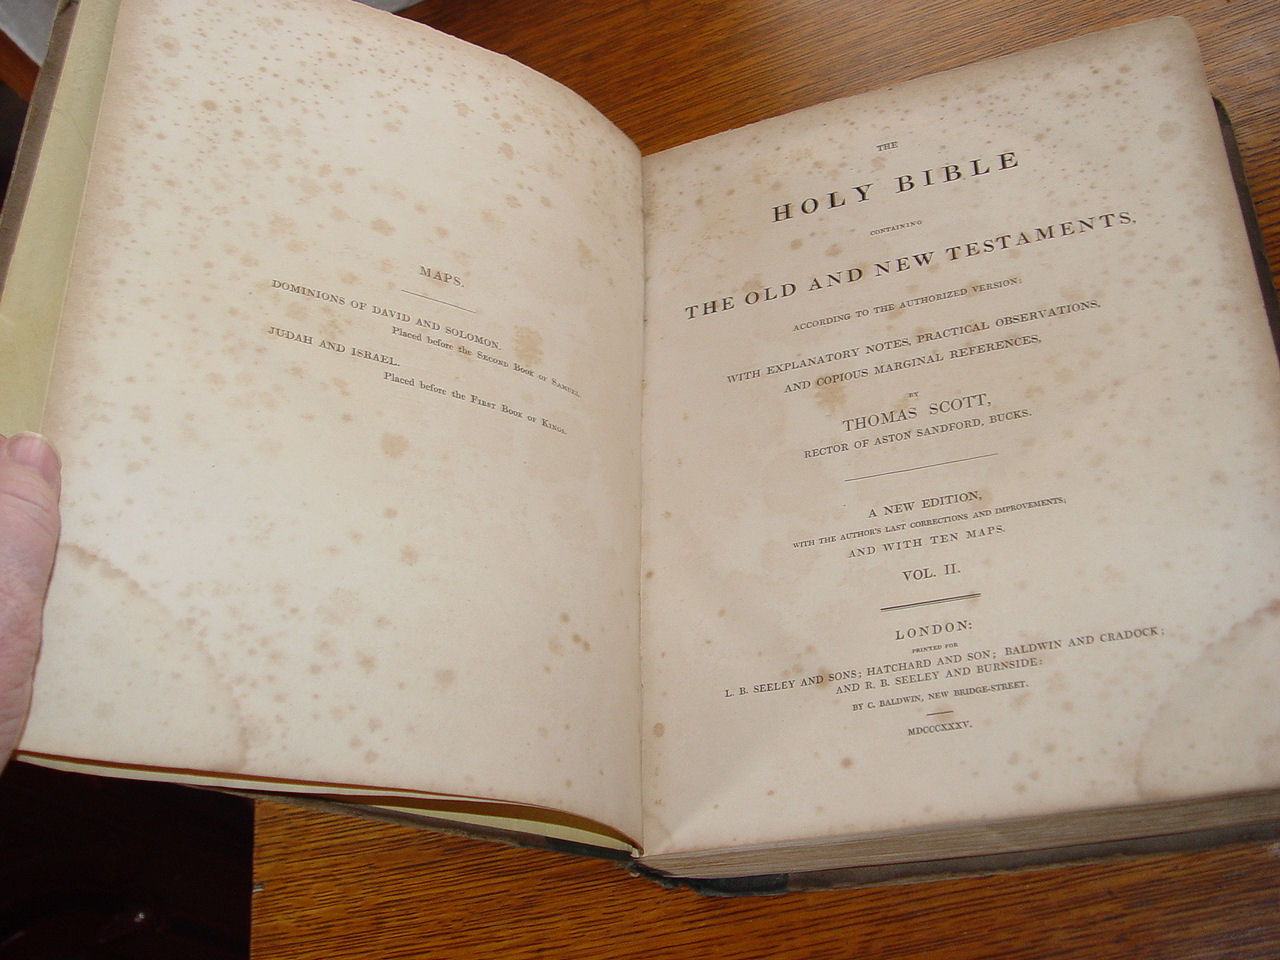 MAPS.
DOMINIONS OF DAVID AND SOLOMON.
Placed before the SECOND BOOK OF SAMUEL.
JUDAH AND ISRAEL.
Placed before the FIRST BOOK OF KINGS.
THE
HOLY BIBLE
CONTAINING
THE OLD AND NEW TESTAMENTS,
ACCORDING TO THE AUTHORIZED VERSION:
WITH EXPLANATORY NOTES, PRACTICAL OBSERVATIONS,
AND COPIOUS MARGINAL REFERENCES,
BY
THOMAS SCOTT,
RECTOR OF ASTON SANDFORD, BUCKS.
A NEW EDITION,
WITH THE AUTHOR'S LAST CORRECTIONS AND IMPROVEMENTS;
AND WITH TEN MAPS.
VOL. II.
LONDON:
PRINTED FOR
L. B. SEELEY AND SONS; HATCHARD AND SON; BALDWIN AND CRADOCK;
AND R. B. SEELEY AND BURNSIDE:
BY C. BALDWIN, NEW BRIDGE-STREET.
MDCCCXXXV.